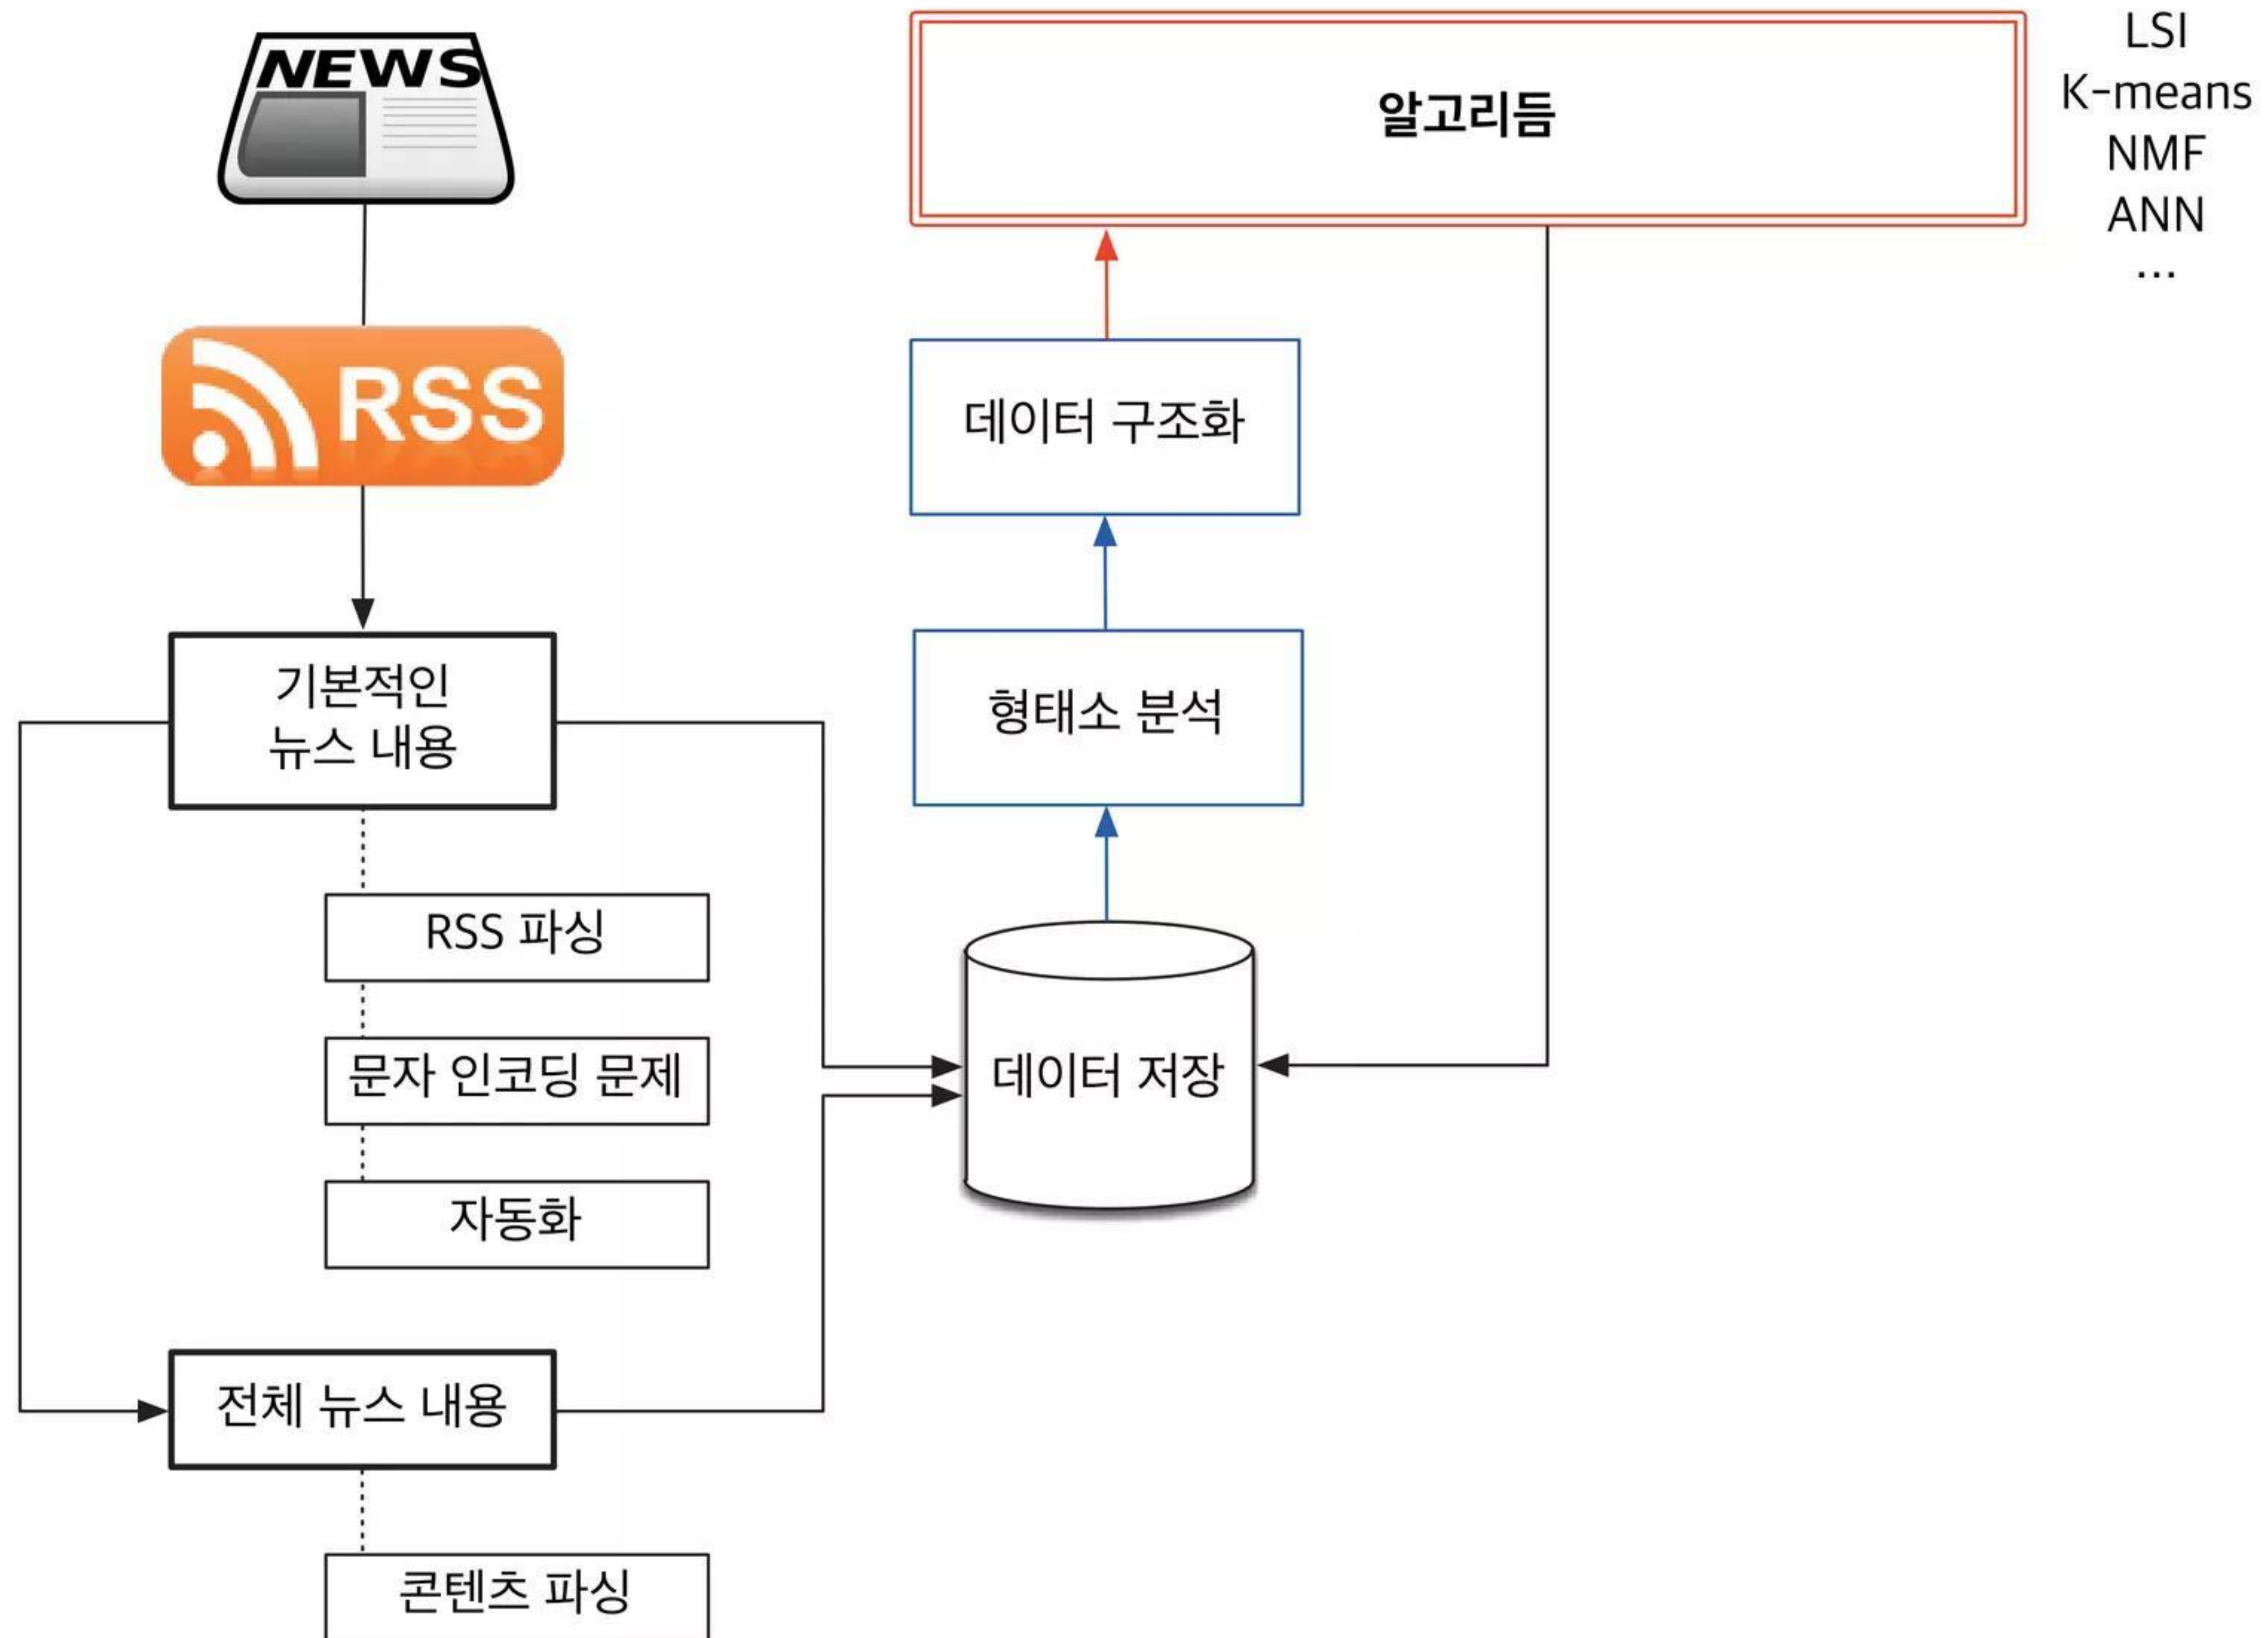 NEWS
RSS
기본적인
뉴스 내용
RSS 파싱
문자 인코딩 문제
자동화
전체 뉴스 내용
콘텐츠 파싱
알고리듬
데이터 구조화
형태소 분석
데이터 저장
LSI
K-means
NMF
ANN
...